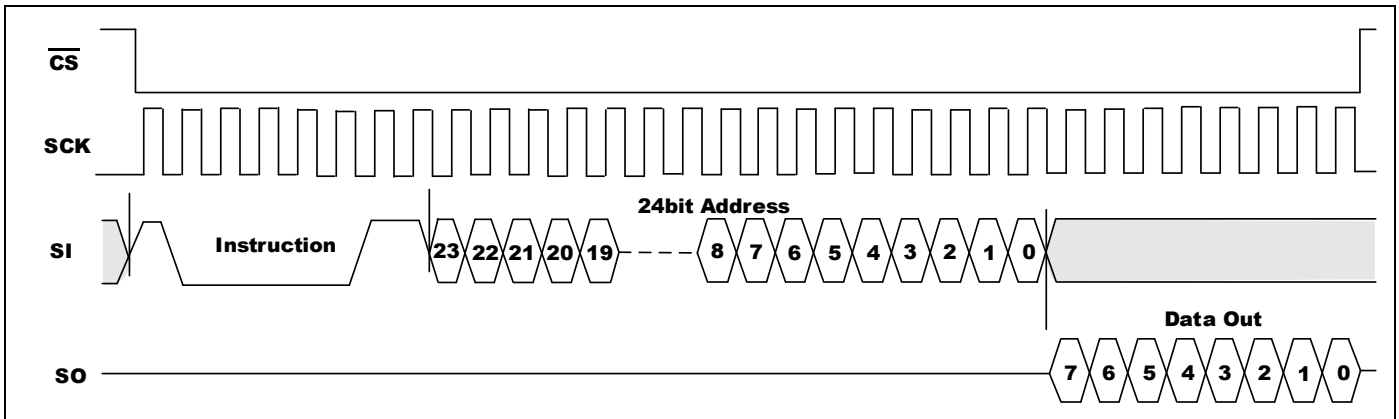 CS
SCK
24bit Address
SI Instruction 23 22 21 20 19 8 7 6 5 4 3 2 1 0
Data Out
SO 7 6 5 4 3 2 1 0